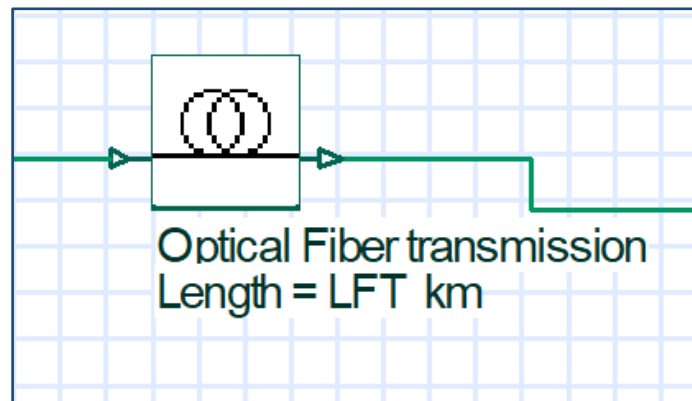 Optical Fiber transmission
Length = LFT km